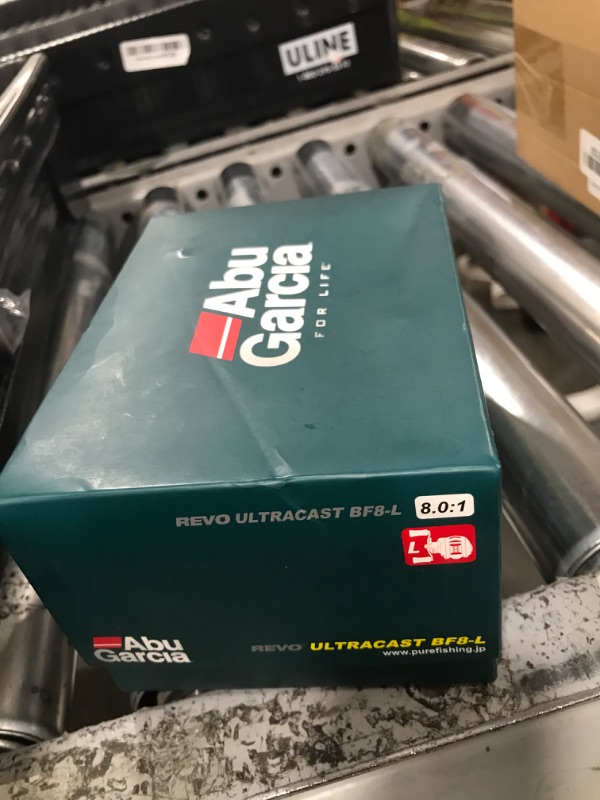 ULINE
Abu
Garcia
FOR LIFE
REVO ULTRACAST BF8-L
8.0:1
L
Abu
Garcia
REVO ULTRACAST BF8-L
www.purefishing.jp